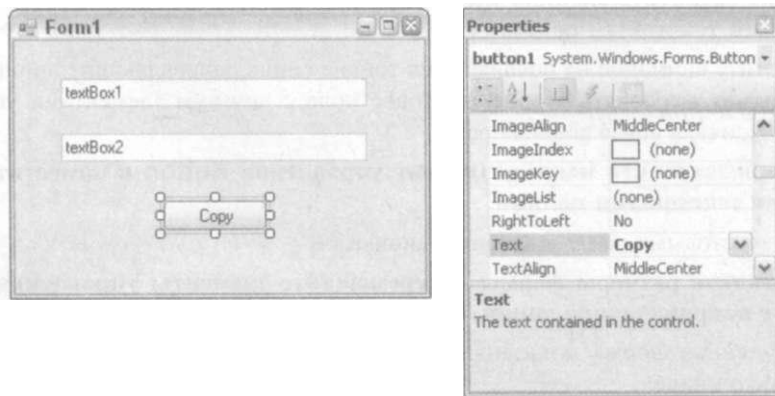 Form1
textBox1
textBox2
Copy
Properties
button1 System.Windows.Forms.Button
ImageAlign MiddleCenter
ImageIndex (none)
ImageKey (none)
ImageList (none)
RightToLeft No
Text Copy
TextAlign MiddleCenter
Text
The text contained in the control.